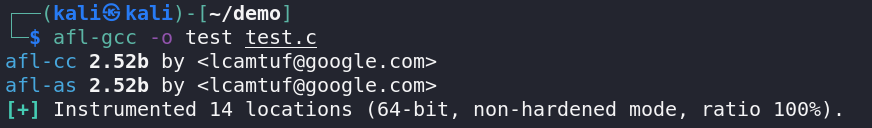 ┌──(kali㉿kali)-[~/demo]
└─$ afl-gcc -o test test.c
afl-cc 2.52b by <lcamtuf@google.com>
afl-as 2.52b by <lcamtuf@google.com>
[+] Instrumented 14 locations (64-bit, non-hardened mode, ratio 100%).